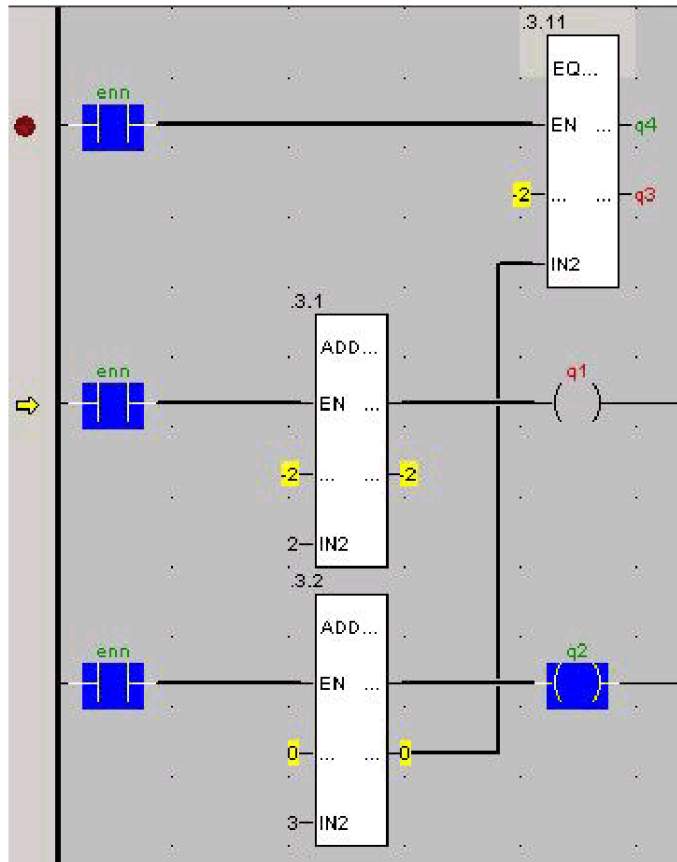 .3.11
EQ...
enn
EN ... q4
-2 ... ... q3
IN2
.3.1
ADD...
enn
q1
EN ...
-2 ... ... -2
2 IN2
.3.2
ADD...
enn
q2
EN ...
0 ... ... 0
3 IN2